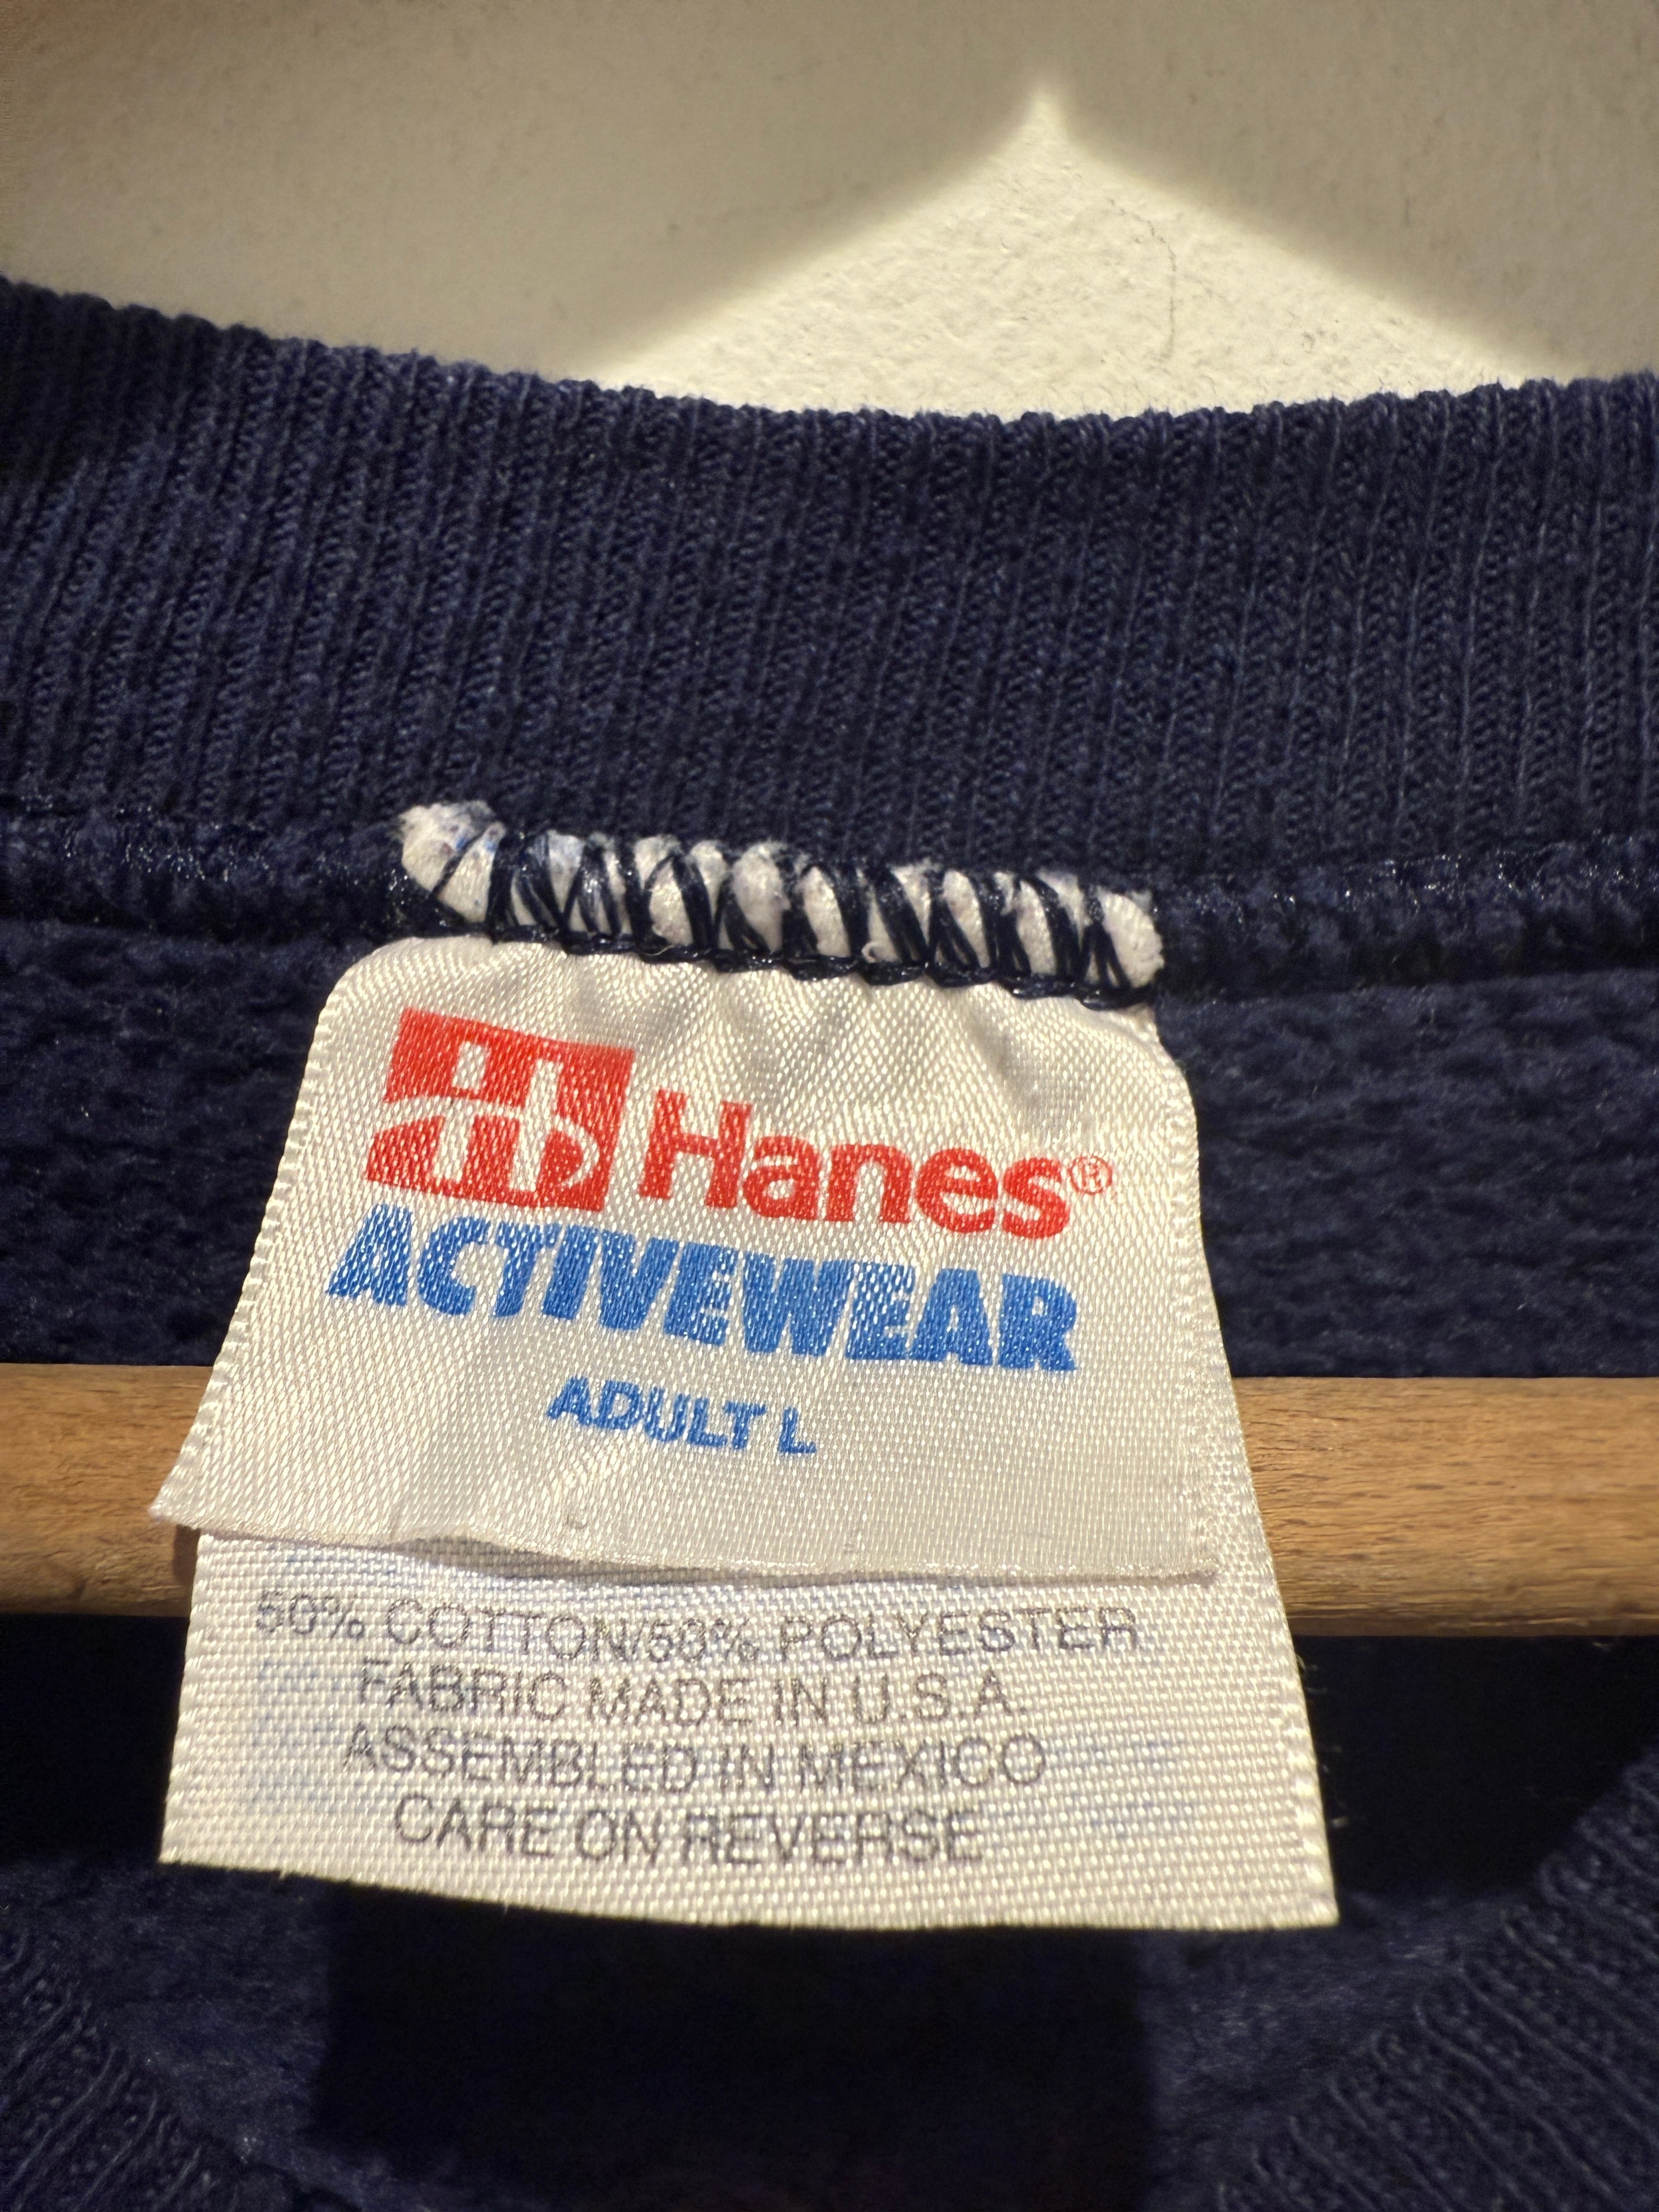 Hanes®
ACTIVEWEAR
ADULT L
50% COTTON/50% POLYESTER
FABRIC MADE IN U.S.A.
ASSEMBLED IN MEXICO
CARE ON REVERSE